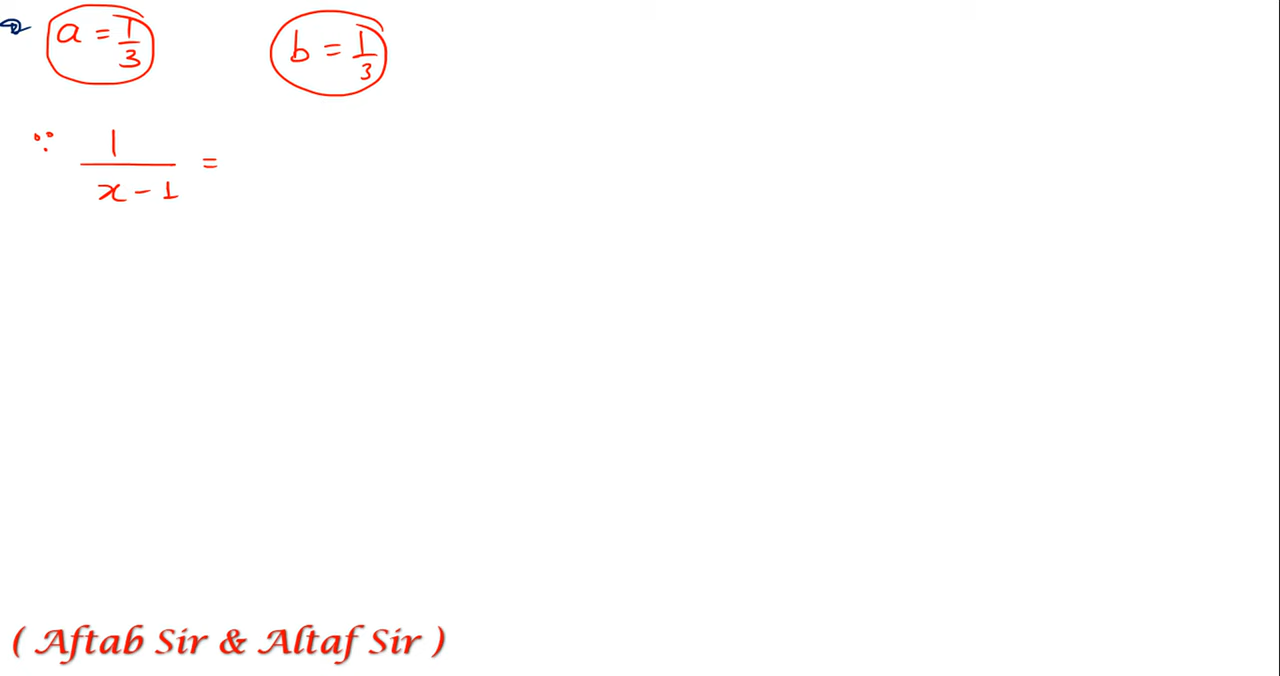 a = 1/3 b = 1/3
∵ 1/(x - 1) =
( Aftab Sir & Altaf Sir )